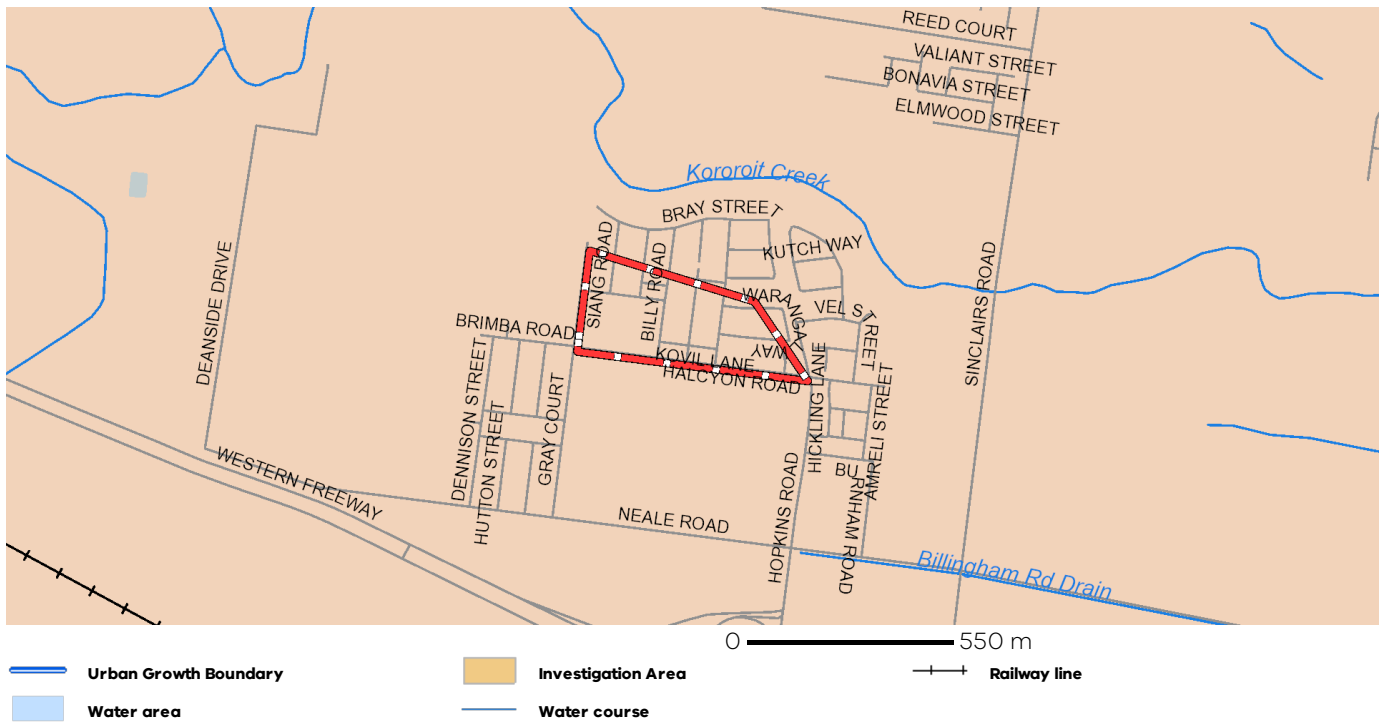 REED COURT
VALIANT STREET
BONAVIA STREET
ELMWOOD STREET
Kororoit Creek
BRAY STREET
KUTCH WAY
SIANG ROAD
BILLY ROAD
DEANSIDE DRIVE
SINCLAIRS ROAD
WARANGAL WAY
VEL STREET
BRIMBA ROAD
KOVIL LANE
HALCYON ROAD
HICKLING LANE
AMRELI STREET
DENNISON STREET
HUTTON STREET
GRAY COURT
WESTERN FREEWAY
NEALE ROAD
HOPKINS ROAD
BURNHAM ROAD
Billingham Rd Drain
0 550 m
Urban Growth Boundary
Investigation Area
Railway line
Water area
Water course